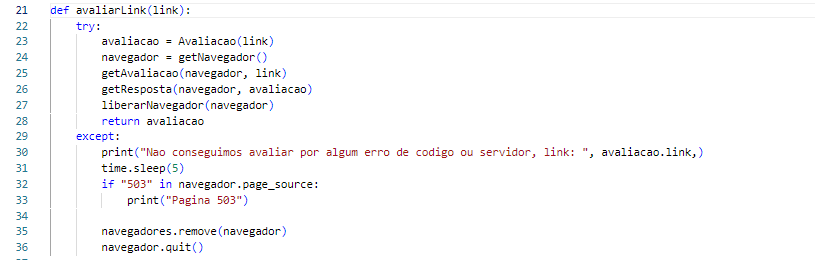 21 def avaliarLink(link):
22     try:
23         avaliacao = Avaliacao(link)
24         navegador = getNavegador()
25         getAvaliacao(navegador, link)
26         getResposta(navegador, avaliacao)
27         liberarNavegador(navegador)
28         return avaliacao
29     except:
30         print("Nao conseguimos avaliar por algum erro de codigo ou servidor, link: ", avaliacao.link,)
31         time.sleep(5)
32         if "503" in navegador.page_source:
33             print("Pagina 503")
34
35         navegadores.remove(navegador)
36         navegador.quit()